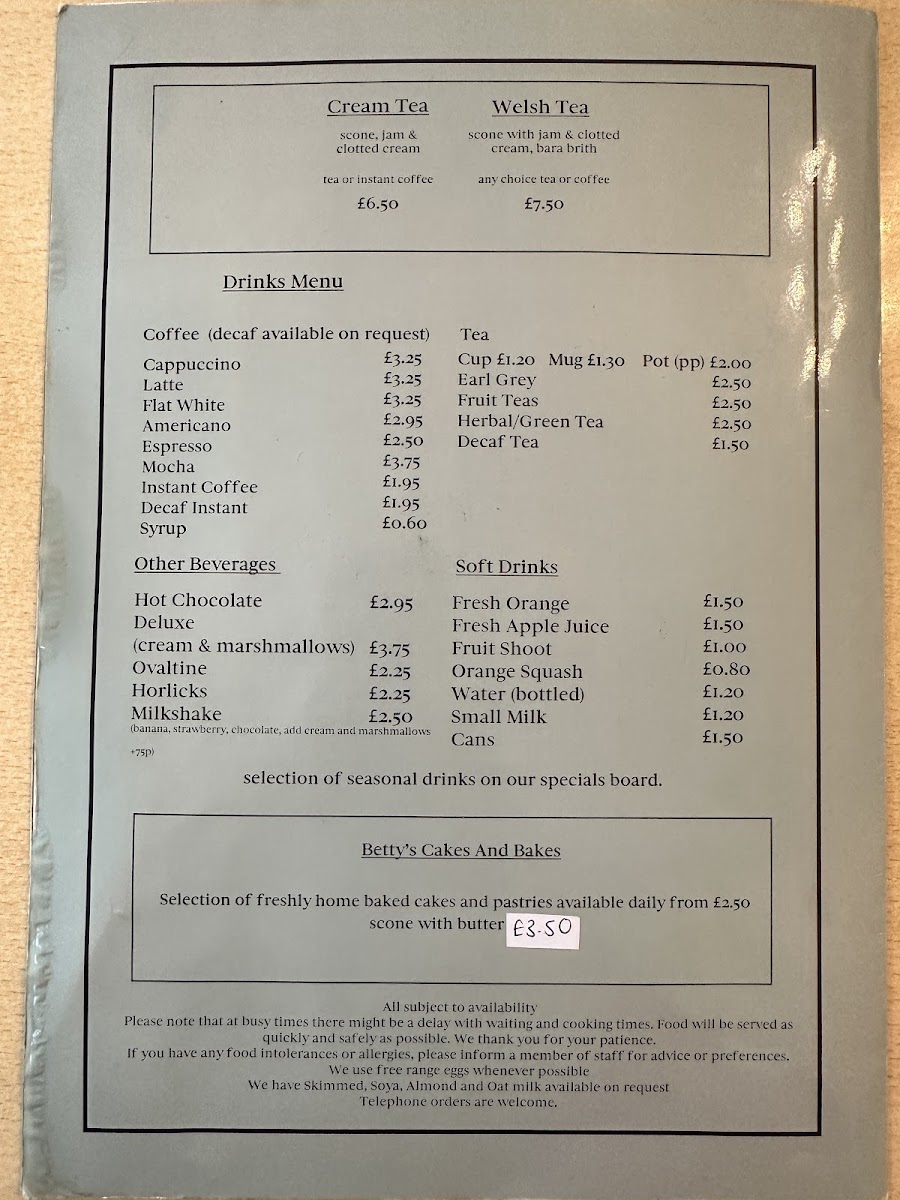 Cream Tea
scone, jam &
clotted cream
tea or instant coffee
£6.50
Welsh Tea
scone with jam & clotted
cream, bara brith
any choice tea or coffee
£7.50
Drinks Menu
Coffee (decaf available on request)
Cappuccino £3.25
Latte £3.25
Flat White £3.25
Americano £2.95
Espresso £2.50
Mocha £3.75
Instant Coffee £1.95
Decaf Instant £1.95
Syrup £0.60
Tea
Cup £1.20 Mug £1.30 Pot (pp) £2.00
Earl Grey £2.50
Fruit Teas £2.50
Herbal/Green Tea £2.50
Decaf Tea £1.50
Other Beverages
Hot Chocolate £2.95
Deluxe
(cream & marshmallows) £3.75
Ovaltine £2.25
Horlicks £2.25
Milkshake £2.50
(banana, strawberry, chocolate, add cream and marshmallows
+75p)
Soft Drinks
Fresh Orange £1.50
Fresh Apple Juice £1.50
Fruit Shoot £1.00
Orange Squash £0.80
Water (bottled) £1.20
Small Milk £1.20
Cans £1.50
selection of seasonal drinks on our specials board.
Betty's Cakes And Bakes
Selection of freshly home baked cakes and pastries available daily from £2.50
scone with butter £3.50
All subject to availability
Please note that at busy times there might be a delay with waiting and cooking times. Food will be served as
quickly and safely as possible. We thank you for your patience.
If you have any food intolerances or allergies, please inform a member of staff for advice or preferences.
We use free range eggs whenever possible
We have Skimmed, Soya, Almond and Oat milk available on request
Telephone orders are welcome.